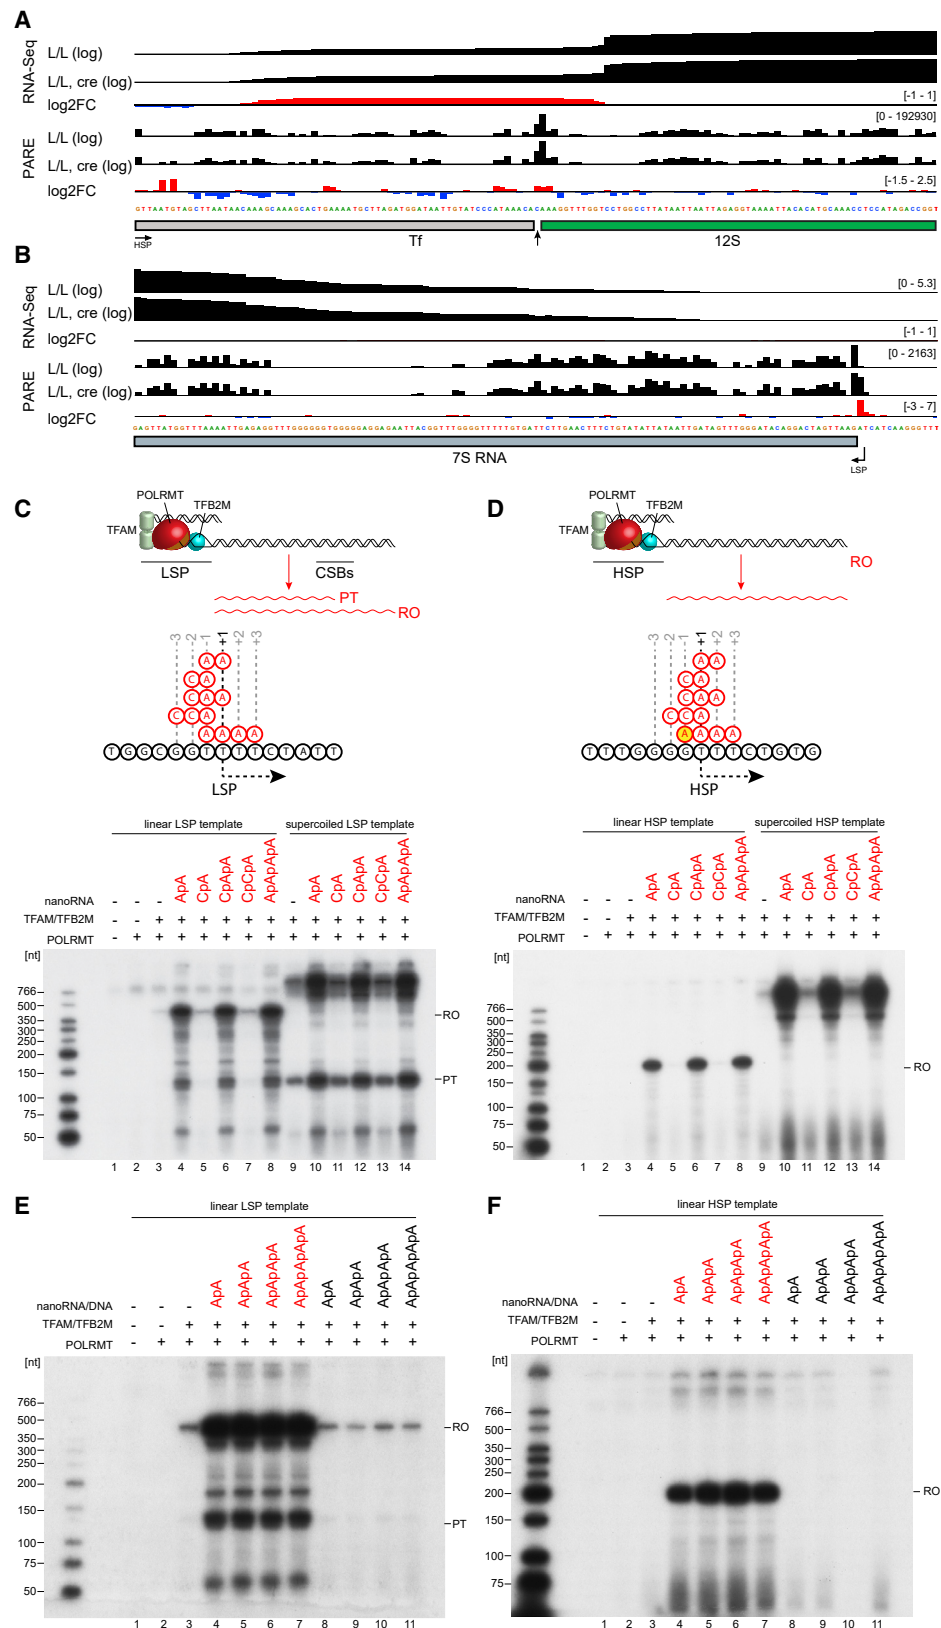 A
RNA-Seq
L/L (log)
L/L, cre (log)
log2FC
[-1 - 1]
[0 - 192930]
PARE
L/L (log)
L/L, cre (log)
log2FC
[-1.5 - 2.5]
HSP
Tf
12S
B
RNA-Seq
L/L (log)
[0 - 5.3]
L/L, cre (log)
log2FC
[-1 - 1]
[0 - 2163]
PARE
L/L (log)
L/L, cre (log)
log2FC
[-3 - 7]
7S RNA
LSP
C
POLRMT
TFB2M
TFAM
LSP
CSBs
PT
RO
-3 -2 -1 +1 +2 +3
A A
C A
C A A
C C A
A A A A
T G G C G G T T T T C T A T T
LSP
linear LSP template
supercoiled LSP template
nanoRNA - - - ApA CpA CpApA CpCpA ApApApA - ApA CpA CpApA CpCpA ApApApA
TFAM/TFB2M - - + + + + + + + + + + + +
POLRMT - + + + + + + + + + + + + +
[nt]
766
500
350
300
250
200
150
100
75
50
RO
PT
1 2 3 4 5 6 7 8 9 10 11 12 13 14
D
POLRMT
TFB2M
TFAM
HSP
RO
-3 -2 -1 +1 +2 +3
A A
C A
C A A
C C A
A A A A
T T T G G G G T T T C T G T G
HSP
linear HSP template
supercoiled HSP template
nanoRNA - - - ApA CpA CpApA CpCpA ApApApA - ApA CpA CpApA CpCpA ApApApA
TFAM/TFB2M - - + + + + + + + + + + + +
POLRMT - + + + + + + + + + + + + +
[nt]
766
500
350
300
250
200
150
100
75
50
RO
1 2 3 4 5 6 7 8 9 10 11 12 13 14
E
linear LSP template
nanoRNA/DNA - - - ApA ApApA ApApApA ApApApApA ApA ApApA ApApApA ApApApApA
TFAM/TFB2M - - + + + + + + + + +
POLRMT - + + + + + + + + + +
[nt]
766
500
350
300
250
200
150
100
75
50
RO
PT
1 2 3 4 5 6 7 8 9 10 11
F
linear HSP template
nanoRNA/DNA - - - ApA ApApA ApApApA ApApApApA ApA ApApA ApApApA ApApApApA
TFAM/TFB2M - - + + + + + + + + +
POLRMT - + + + + + + + + + +
[nt]
766
500
350
300
250
200
150
100
75
RO
1 2 3 4 5 6 7 8 9 10 11